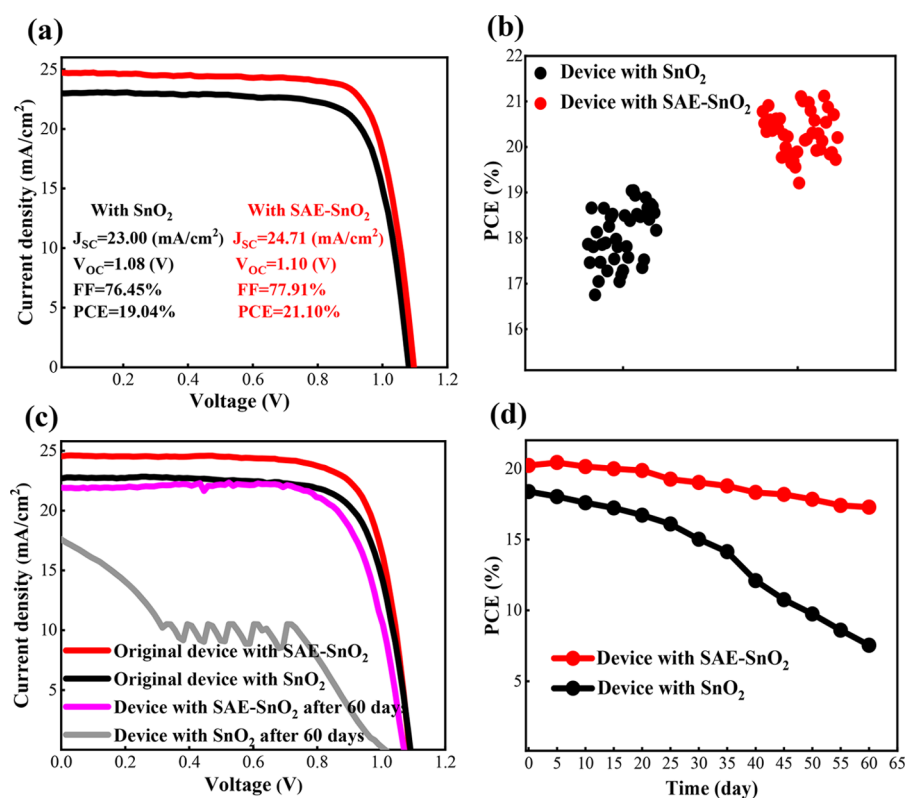 (a)
Current density (mA/cm²)
25
20
15
10
5
0
With SnO₂
J_SC=23.00 (mA/cm²)
V_OC=1.08 (V)
FF=76.45%
PCE=19.04%
With SAE-SnO₂
J_SC=24.71 (mA/cm²)
V_OC=1.10 (V)
FF=77.91%
PCE=21.10%
0.2 0.4 0.6 0.8 1.0 1.2
Voltage (V)
(b)
PCE (%)
22
21
20
19
18
17
16
Device with SnO₂
Device with SAE-SnO₂
(c)
Current density (mA/cm²)
25
20
15
10
5
Original device with SAE-SnO₂
Original device with SnO₂
Device with SAE-SnO₂ after 60 days
Device with SnO₂ after 60 days
0.0 0.2 0.4 0.6 0.8 1.0 1.2
Voltage (V)
(d)
PCE (%)
20
15
10
5
Device with SAE-SnO₂
Device with SnO₂
0 5 10 15 20 25 30 35 40 45 50 55 60 65
Time (day)